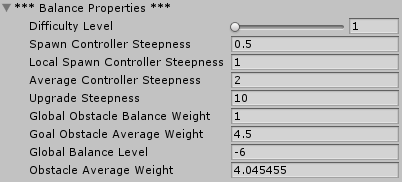 *** Balance Properties ***
Difficulty Level 1
Spawn Controller Steepness 0.5
Local Spawn Controller Steepness 1
Average Controller Steepness 2
Upgrade Steepness 10
Global Obstacle Balance Weight 1
Goal Obstacle Average Weight 4.5
Global Balance Level -6
Obstacle Average Weight 4.045455